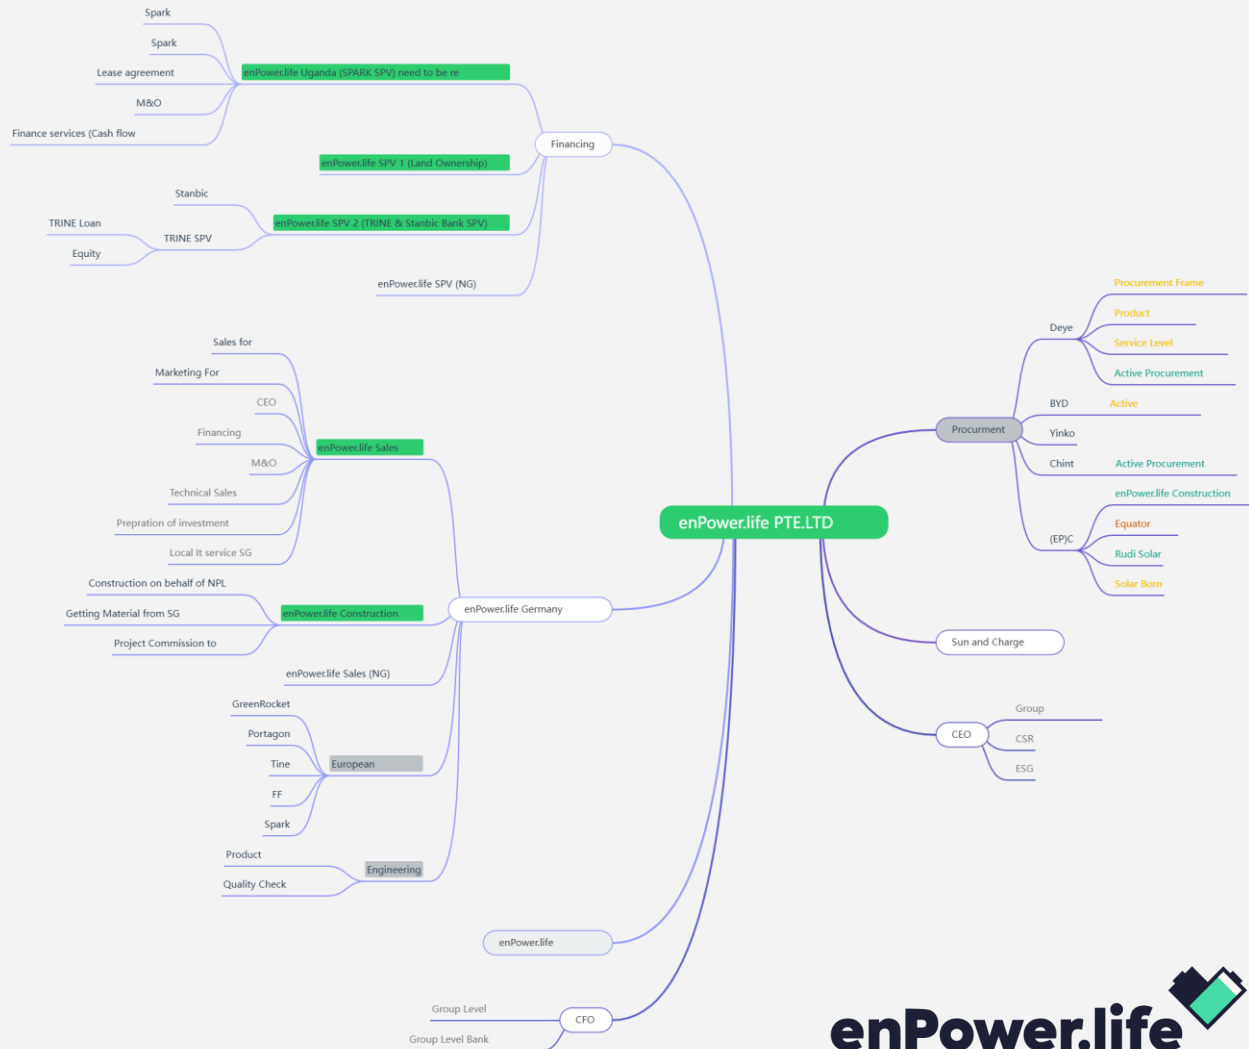 Spark
Spark
Lease agreement
M&O
Finance services (Cash flow
enPower.life Uganda (SPARK SPV) need to be re
enPower.life SPV 1 (Land Ownership)
Stanbic
TRINE Loan
Equity
TRINE SPV
enPower.life SPV 2 (TRINE & Stanbic Bank SPV)
enPower.life SPV (NG)
Financing
Sales for
Marketing For
CEO
Financing
M&O
Technical Sales
Prepration of investment
Local It service SG
enPower.life Sales
Construction on behalf of NPL
Getting Material from SG
Project Commission to
enPower.life Construction
enPower.life Sales (NG)
GreenRocket
Portagon
Tine
FF
Spark
European
Product
Quality Check
Engineering
enPower.life Germany
enPower.life
Group Level
Group Level Bank
CFO
enPower.life PTE.LTD
Procurment
Deye
Procurement Frame
Product
Service Level
Active Procurement
BYD
Active
Yinko
Chint
Active Procurement
(EP)C
enPower.life Construction
Equator
Rudi Solar
Solar Born
Sun and Charge
CEO
Group
CSR
ESG
enPower.life